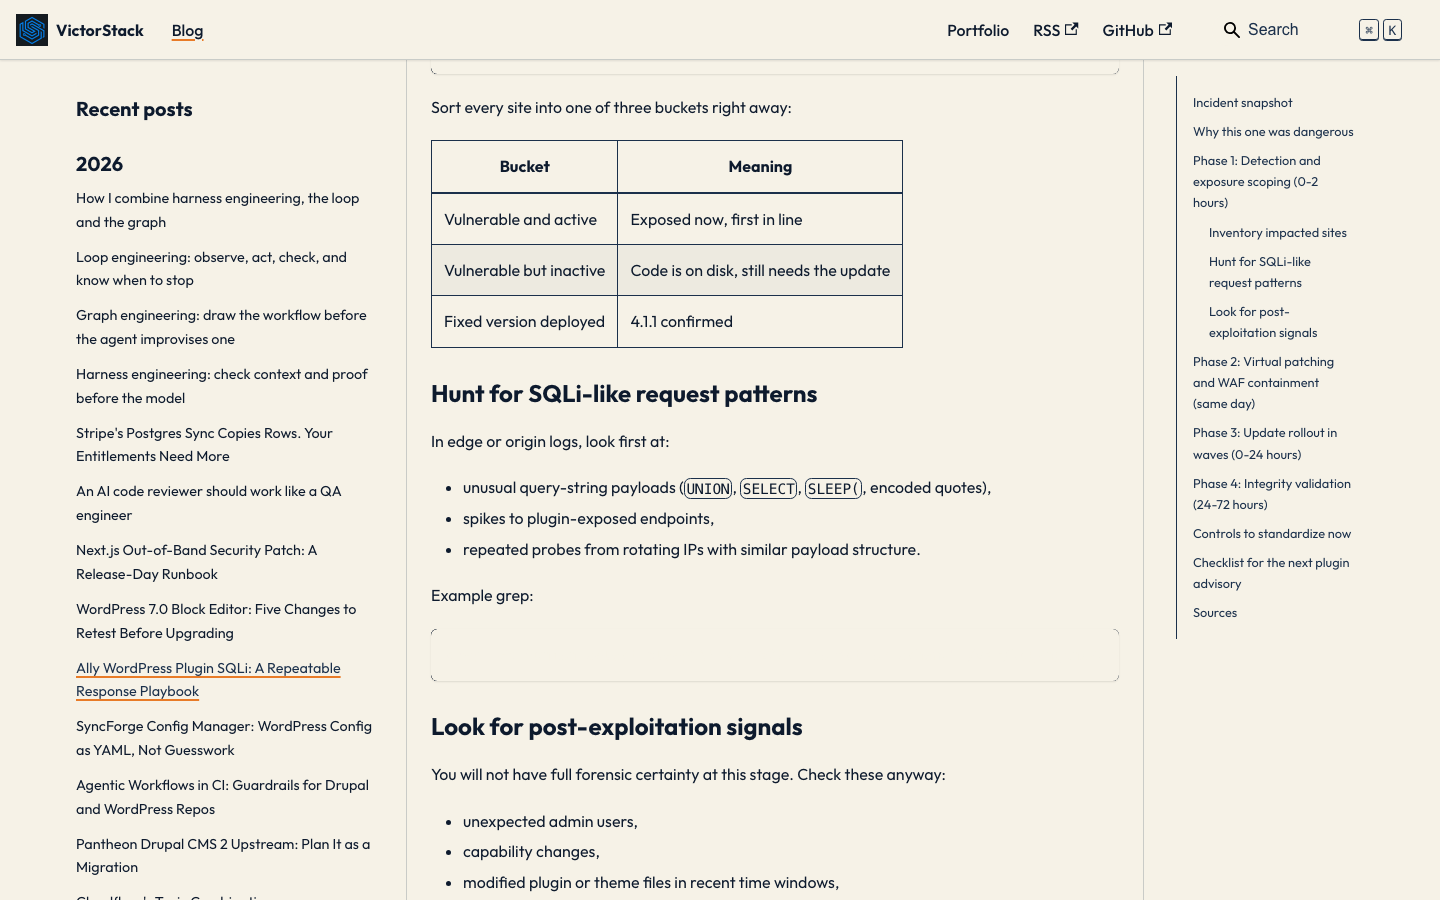 VictorStack
Blog
Portfolio
RSS
GitHub
Search
⌘ K
Recent posts
2026
How I combine harness engineering, the loop
and the graph
Loop engineering: observe, act, check, and
know when to stop
Graph engineering: draw the workflow before
the agent improvises one
Harness engineering: check context and proof
before the model
Stripe's Postgres Sync Copies Rows. Your
Entitlements Need More
An AI code reviewer should work like a QA
engineer
Next.js Out-of-Band Security Patch: A
Release-Day Runbook
WordPress 7.0 Block Editor: Five Changes to
Retest Before Upgrading
Ally WordPress Plugin SQLi: A Repeatable
Response Playbook
SyncForge Config Manager: WordPress Config
as YAML, Not Guesswork
Agentic Workflows in CI: Guardrails for Drupal
and WordPress Repos
Pantheon Drupal CMS 2 Upstream: Plan It as a
Migration
Sort every site into one of three buckets right away:
Bucket Meaning
Vulnerable and active Exposed now, first in line
Vulnerable but inactive Code is on disk, still needs the update
Fixed version deployed 4.1.1 confirmed
Hunt for SQLi-like request patterns
In edge or origin logs, look first at:
unusual query-string payloads (UNION, SELECT, SLEEP(, encoded quotes),
spikes to plugin-exposed endpoints,
repeated probes from rotating IPs with similar payload structure.
Example grep:
Look for post-exploitation signals
You will not have full forensic certainty at this stage. Check these anyway:
unexpected admin users,
capability changes,
modified plugin or theme files in recent time windows,
Incident snapshot
Why this one was dangerous
Phase 1: Detection and
exposure scoping (0-2
hours)
Inventory impacted sites
Hunt for SQLi-like
request patterns
Look for post-
exploitation signals
Phase 2: Virtual patching
and WAF containment
(same day)
Phase 3: Update rollout in
waves (0-24 hours)
Phase 4: Integrity validation
(24-72 hours)
Controls to standardize now
Checklist for the next plugin
advisory
Sources